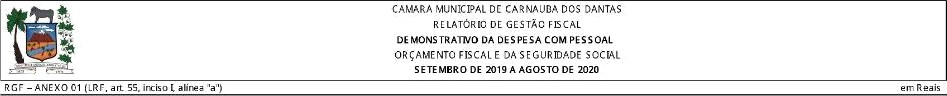 CAMARA MUNICIPAL DE CARNAUBA DOS DANTAS
RELATÓRIO DE GESTÃO FISCAL
DEMONSTRATIVO DA DESPESA COM PESSOAL
ORÇAMENTO FISCAL E DA SEGURIDADE SOCIAL
SETEMBRO DE 2019 A AGOSTO DE 2020
RGF – ANEXO 01 (LRF, art. 55, inciso I, alínea "a") em Reais